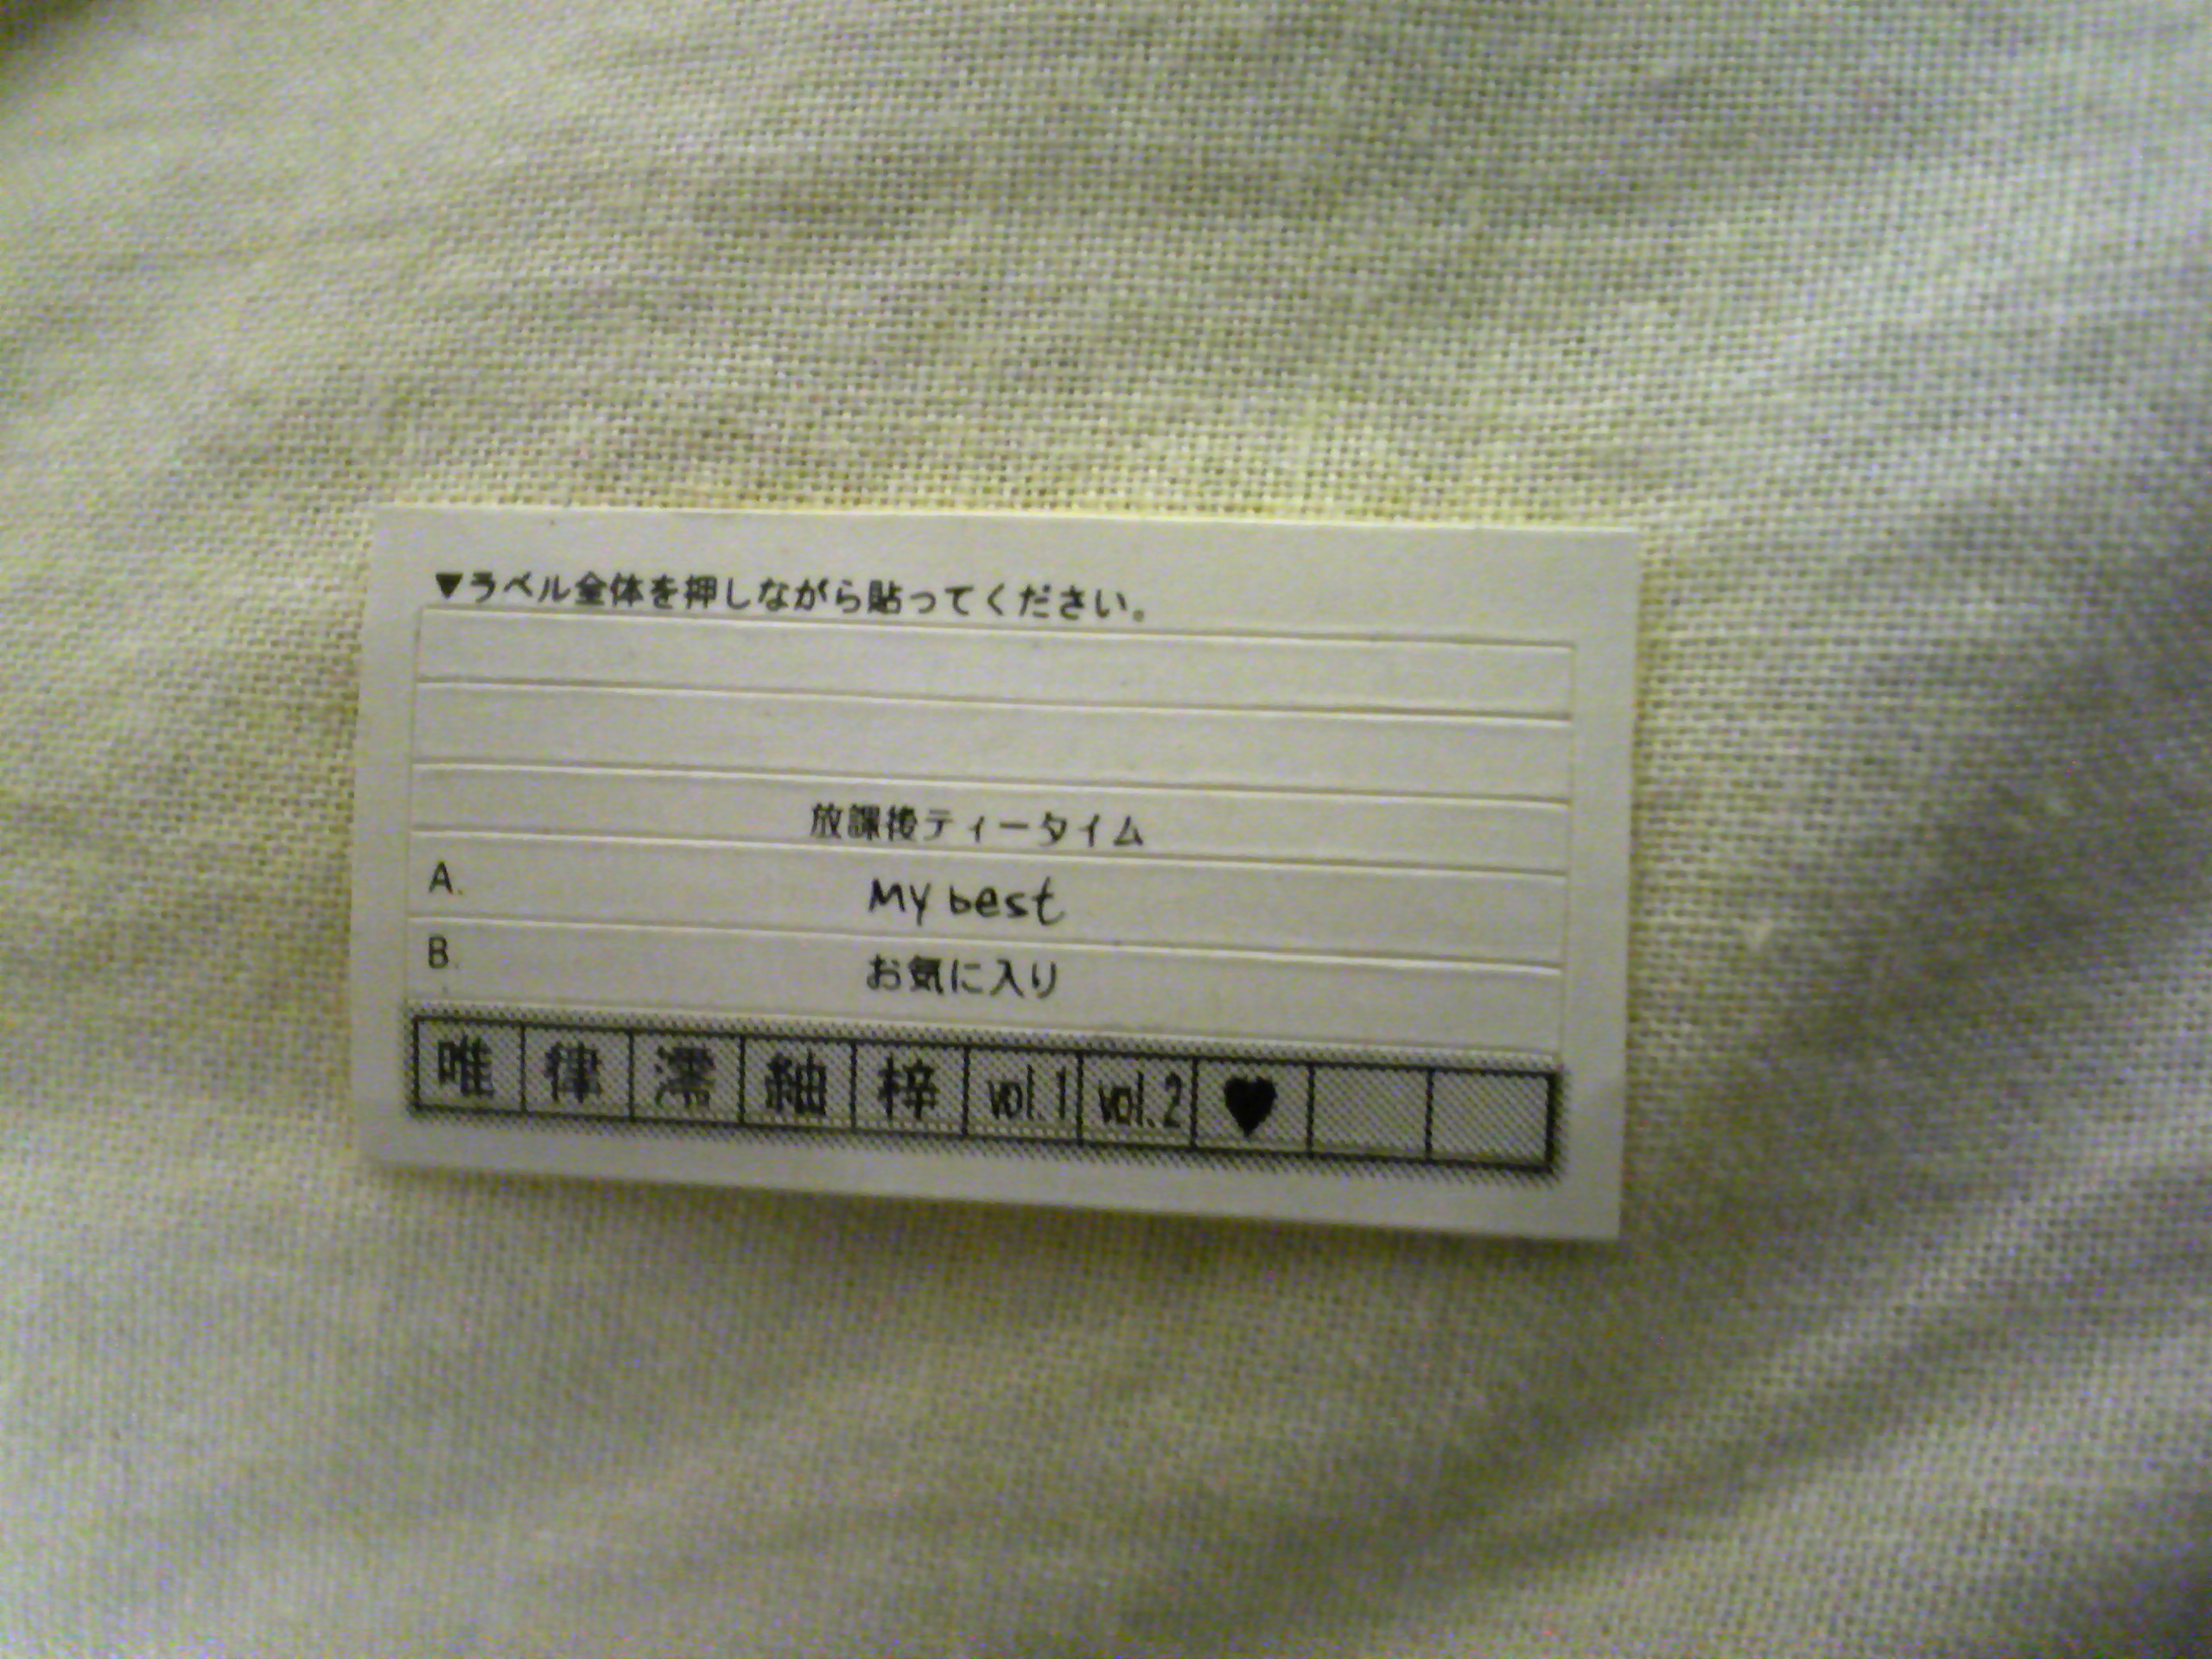 ▼ラベル全体を押しながら貼ってください。
放課後ティータイム
A. My best
B. お気に入り
唯 律 澪 紬 梓 vol.1 vol.2 ♥